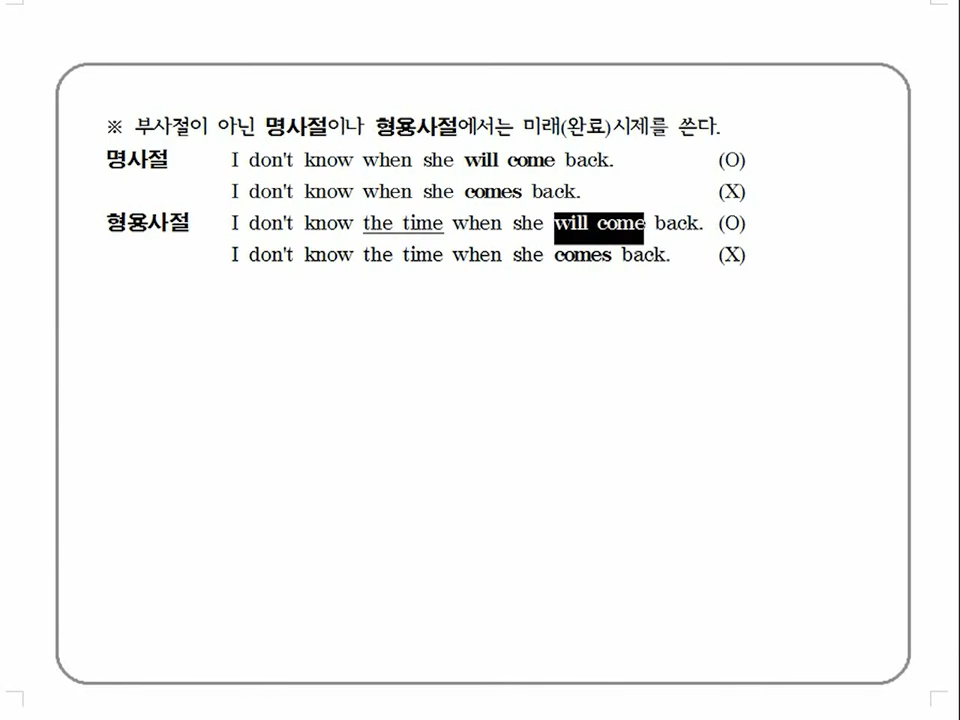 ※ 부사절이 아닌 명사절이나 형용사절에서는 미래(완료)시제를 쓴다.
명사절 I don't know when she will come back. (O)
I don't know when she comes back. (X)
형용사절 I don't know the time when she will come back. (O)
I don't know the time when she comes back. (X)